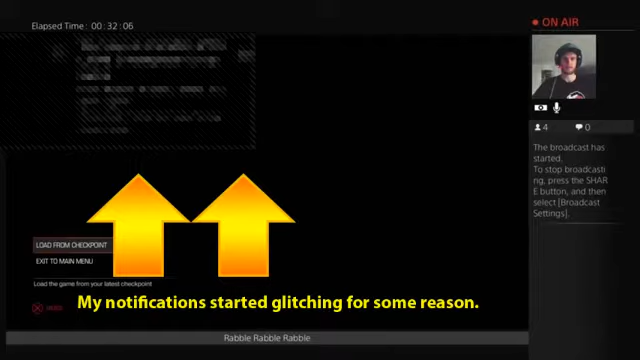 Elapsed Time : 00:32:06
ON AIR
4
0
The broadcast has
started.
To stop broadcasti
ng, press the SHAR
E button, and then
select [Broadcast
Settings].
LOAD FROM CHECKPOINT
EXIT TO MAIN MENU
Load the game from your latest checkpoint
My notifications started glitching for some reason.
Rabble Rabble Rabble